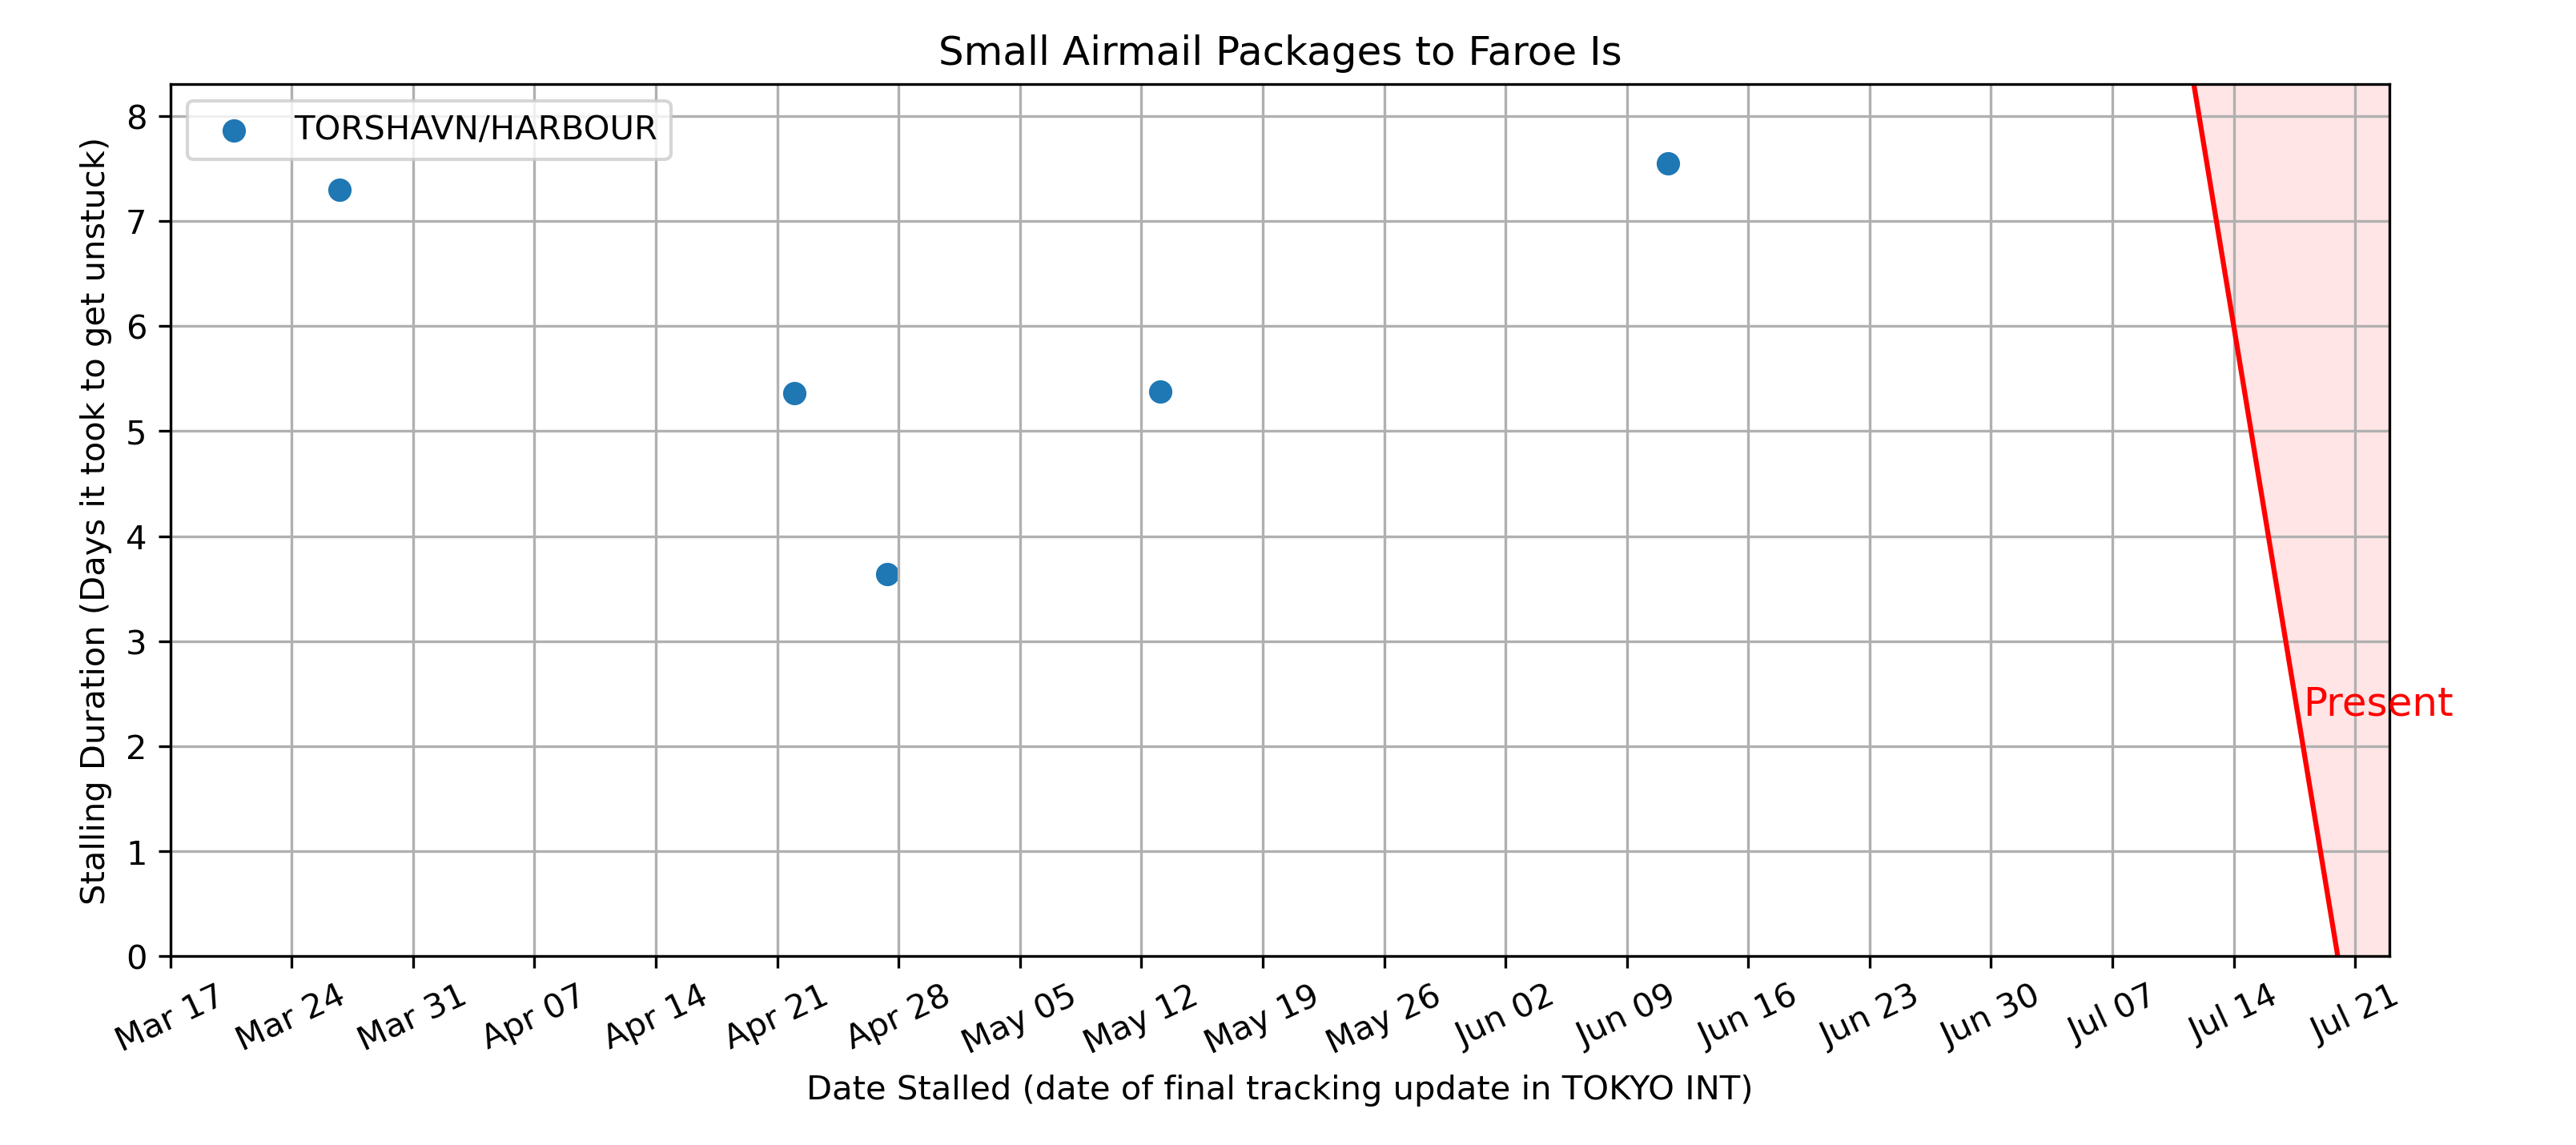 Small Airmail Packages to Faroe Is
TORSHAVN/HARBOUR
Stalling Duration (Days it took to get unstuck)
8
7
6
5
4
3
2
1
0
Present
Mar 17 Mar 24 Mar 31 Apr 07 Apr 14 Apr 21 Apr 28 May 05 May 12 May 19 May 26 Jun 02 Jun 09 Jun 16 Jun 23 Jun 30 Jul 07 Jul 14 Jul 21
Date Stalled (date of final tracking update in TOKYO INT)